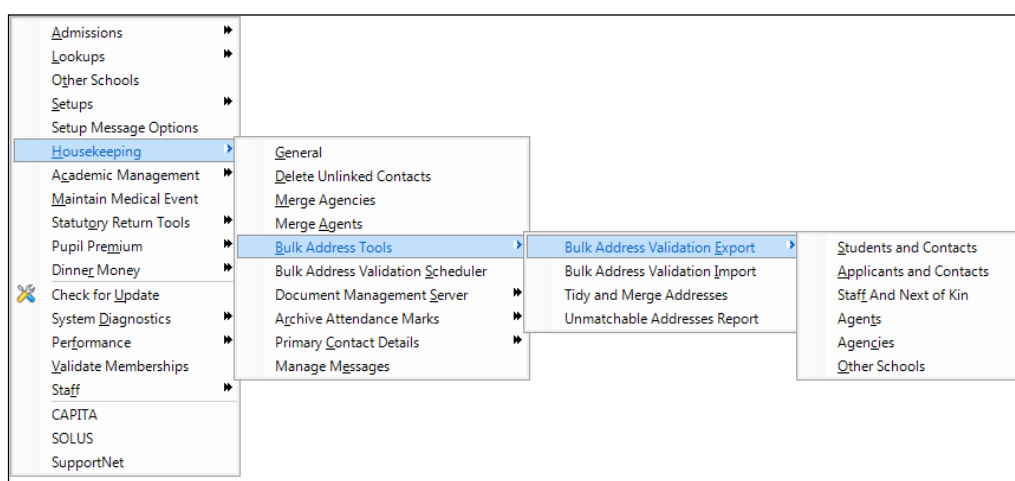 Admissions
Lookups
Other Schools
Setups
Setup Message Options
Housekeeping
Academic Management
Maintain Medical Event
Statutory Return Tools
Pupil Premium
Dinner Money
Check for Update
System Diagnostics
Performance
Validate Memberships
Staff
CAPITA
SOLUS
SupportNet
General
Delete Unlinked Contacts
Merge Agencies
Merge Agents
Bulk Address Tools
Bulk Address Validation Scheduler
Document Management Server
Archive Attendance Marks
Primary Contact Details
Manage Messages
Bulk Address Validation Export
Bulk Address Validation Import
Tidy and Merge Addresses
Unmatchable Addresses Report
Students and Contacts
Applicants and Contacts
Staff And Next of Kin
Agents
Agencies
Other Schools